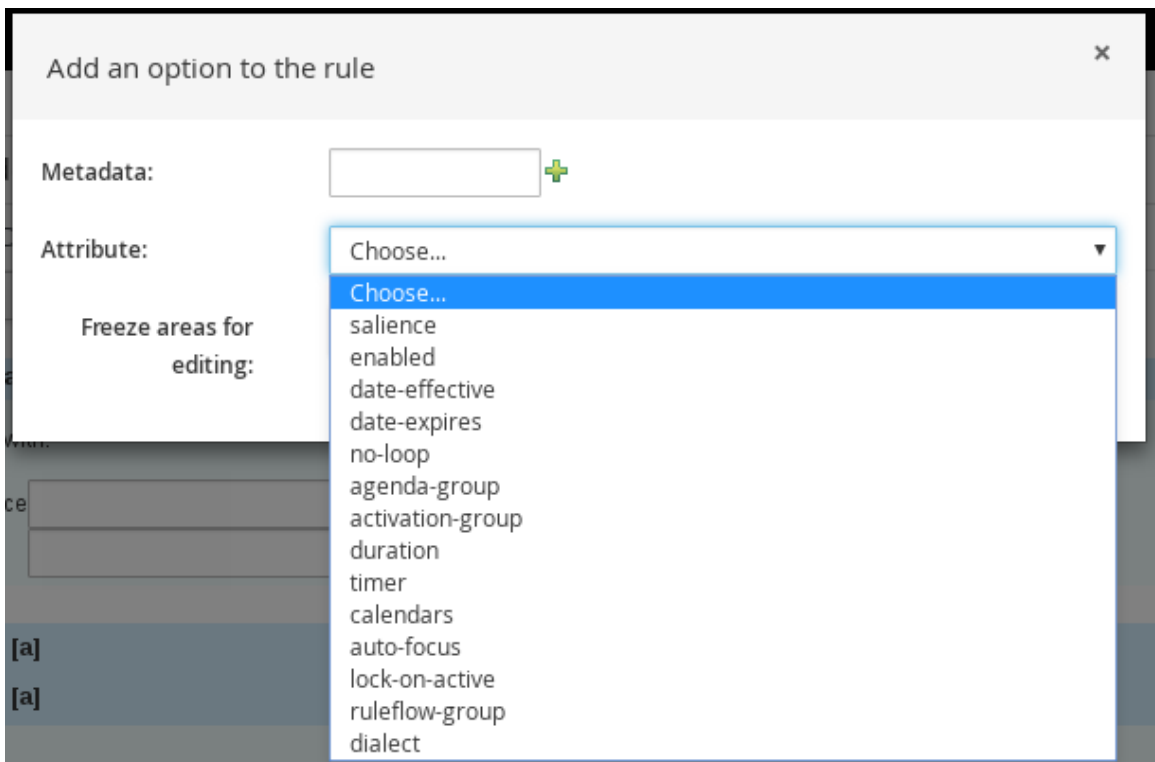 Add an option to the rule
×
Metadata:
Attribute:
Choose...
Choose...
Freeze areas for
editing:
salience
enabled
date-effective
date-expires
no-loop
agenda-group
activation-group
duration
timer
calendars
auto-focus
lock-on-active
ruleflow-group
dialect
ce
[a]
[a]